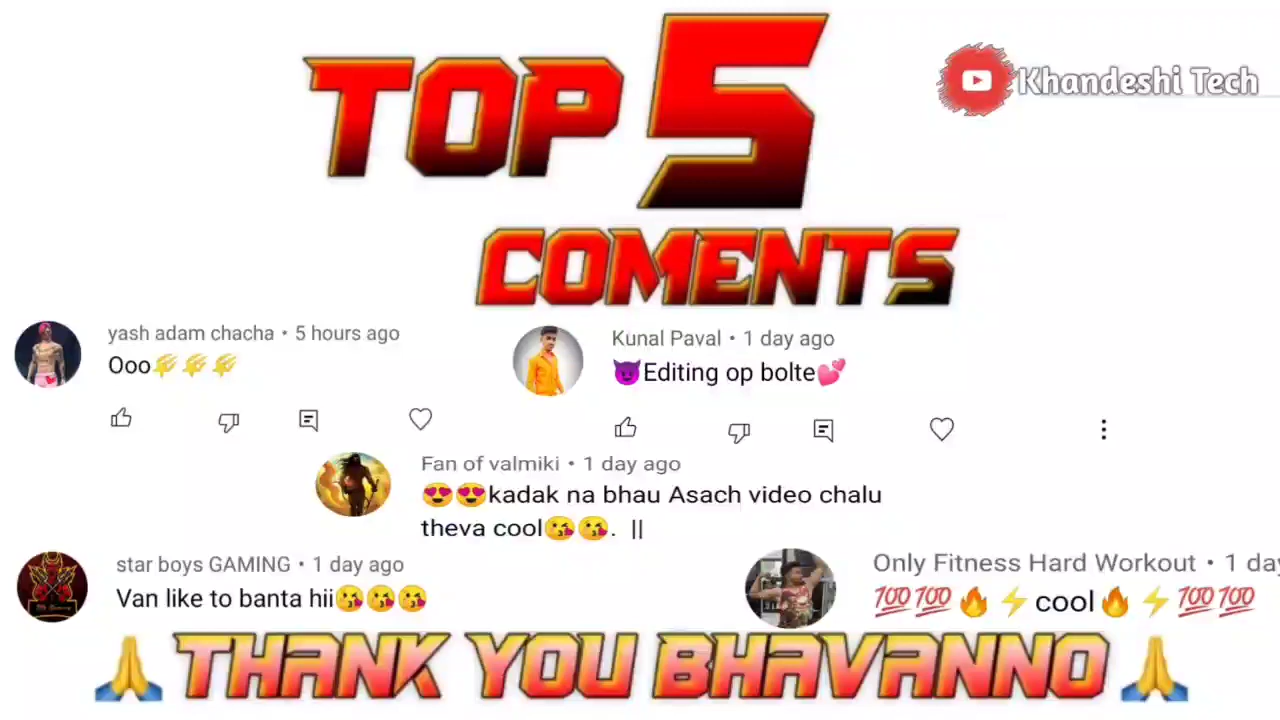 TOP 5
Khandeshi Tech
COMENTS
yash adam chacha • 5 hours ago
Ooo
Kunal Paval • 1 day ago
😈Editing op bolte💕
Fan of valmiki • 1 day ago
😍😍kadak na bhau Asach video chalu
theva cool😘😘. ||
star boys GAMING • 1 day ago
Van like to banta hii😘😘😘
Only Fitness Hard Workout • 1 day
💯💯🔥⚡cool🔥⚡💯💯
🙏THANK YOU BHAVANNO🙏